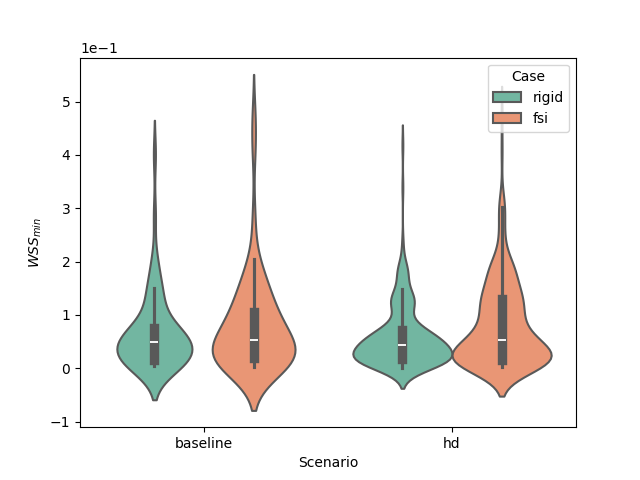 1e−1
5
4
3
2
1
0
−1
WSS_min
baseline
hd
Scenario
Case
rigid
fsi